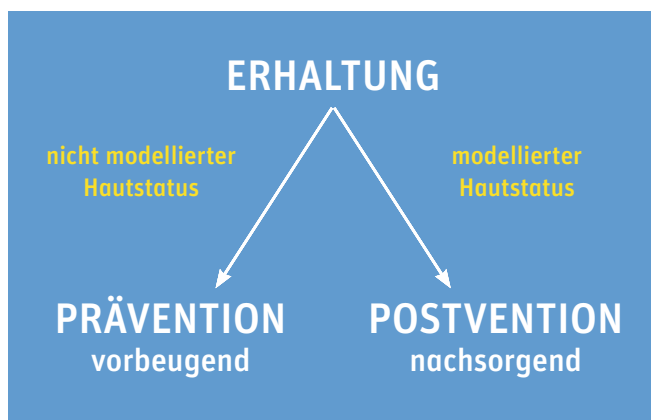 ERHALTUNG
nicht modellierter
Hautstatus
modellierter
Hautstatus
PRÄVENTION
vorbeugend
POSTVENTION
nachsorgend